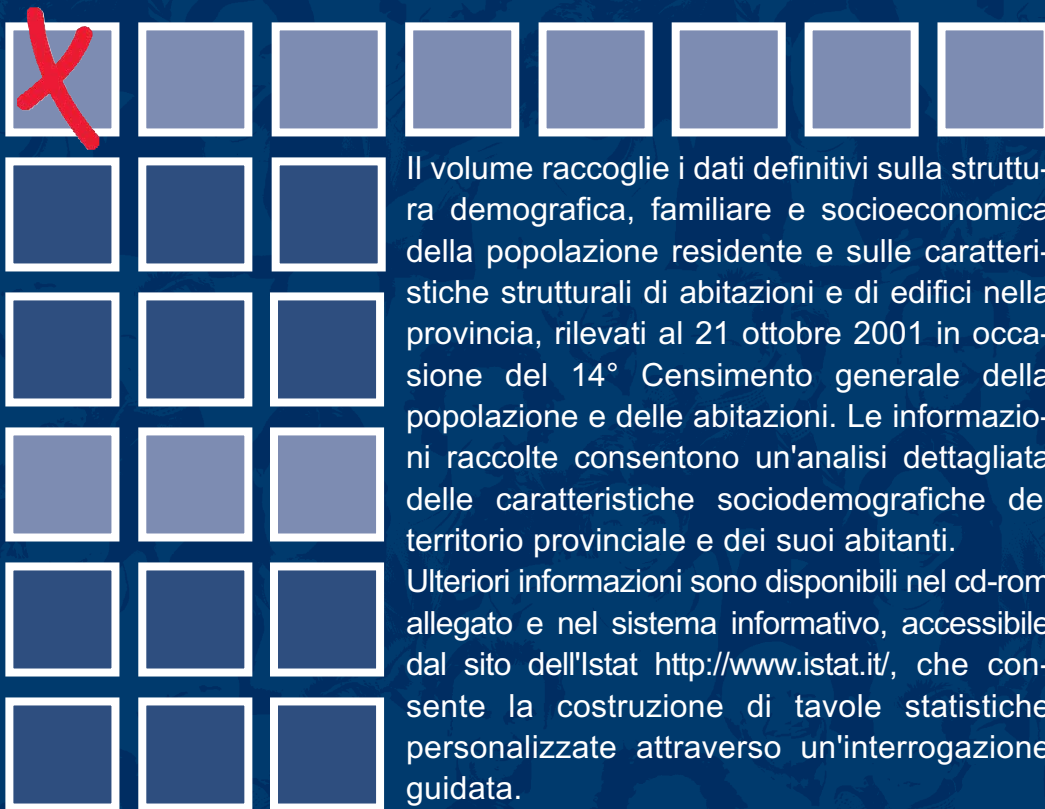 Il volume raccoglie i dati definitivi sulla struttu-
ra demografica, familiare e socioeconomica
della popolazione residente e sulle caratteri-
stiche strutturali di abitazioni e di edifici nella
provincia, rilevati al 21 ottobre 2001 in occa-
sione del 14° Censimento generale della
popolazione e delle abitazioni. Le informazio-
ni raccolte consentono un'analisi dettagliata
delle caratteristiche sociodemografiche del
territorio provinciale e dei suoi abitanti.
Ulteriori informazioni sono disponibili nel cd-rom
allegato e nel sistema informativo, accessibile
dal sito dell'Istat http://www.istat.it/, che con-
sente la costruzione di tavole statistiche
personalizzate attraverso un'interrogazione
guidata.